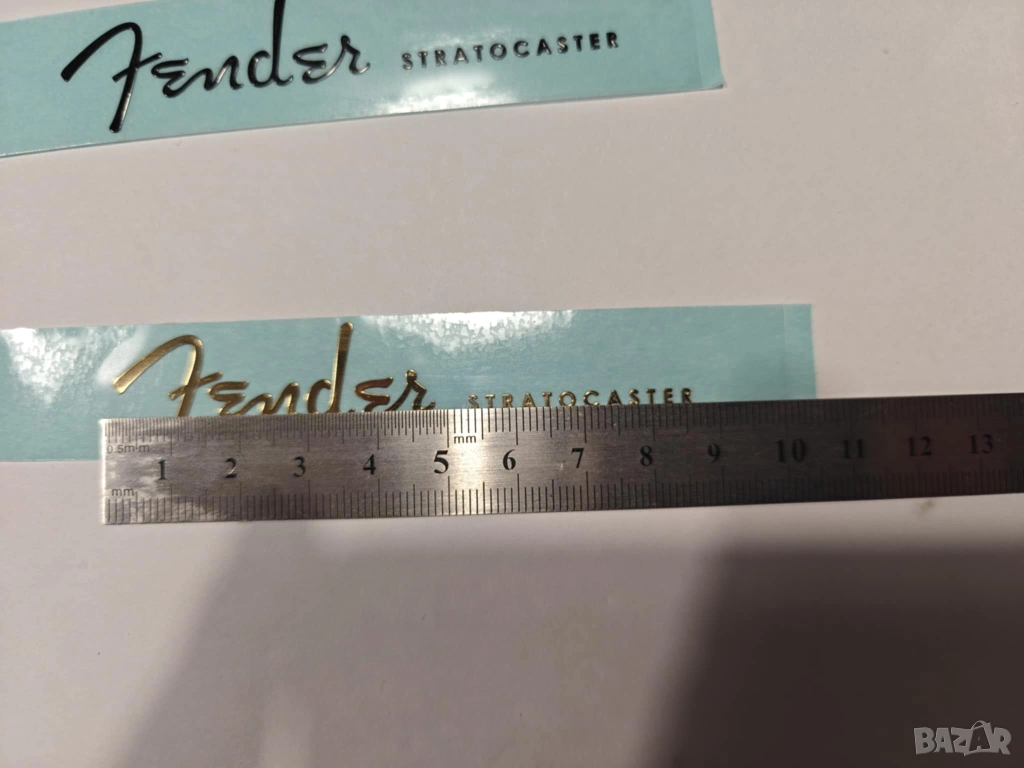 Fender STRATOCASTER
Fender STRATOCASTER
0.5m·m mm
1 2 3 4 5 6 7 8 9 10 11 12 13
mm
BAZAR